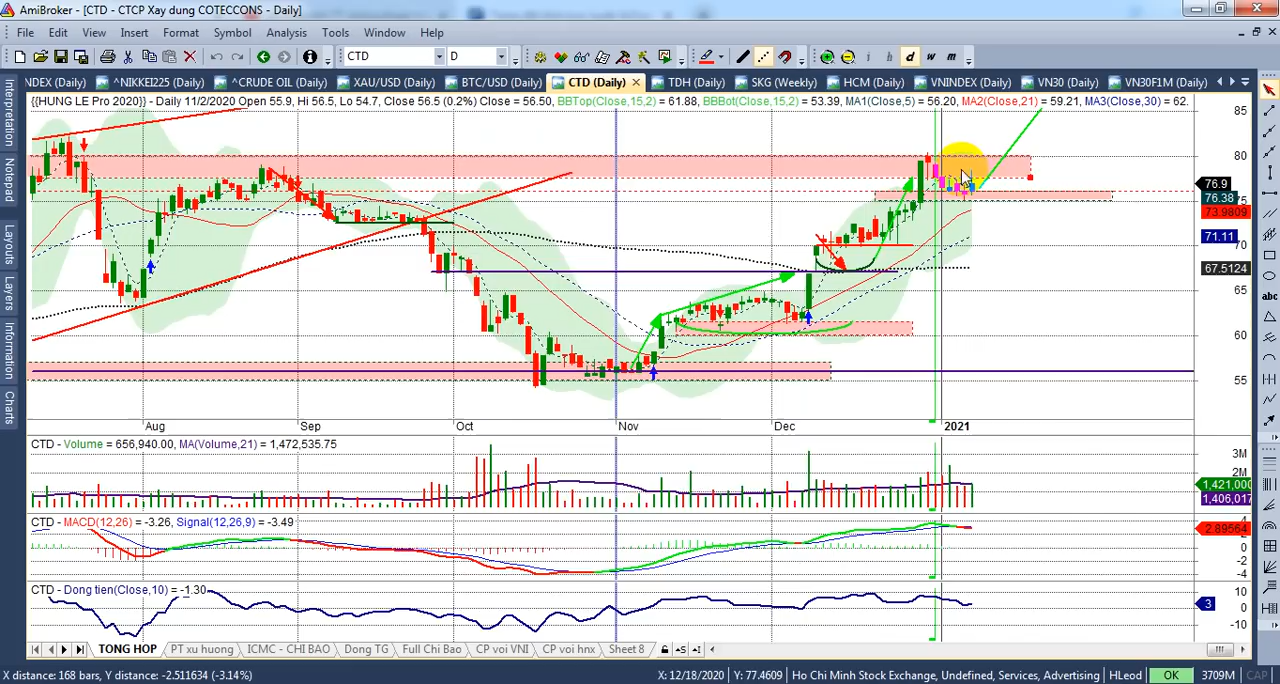 AmiBroker - [CTD - CTCP Xay dung COTECCONS - Daily]
File Edit View Insert Format Symbol Analysis Tools Window Help
CTD D i h d w m
NDEX (Daily) ^NIKKEI225 (Daily) ^CRUDE OIL (Daily) XAU/USD (Daily) BTC/USD (Daily) CTD (Daily) TDH (Daily) SKG (Weekly) HCM (Daily) VNINDEX (Daily) VN30 (Daily) VN30F1M (Daily)
{{HUNG LE Pro 2020}} - Daily 11/2/2020 Open 55.9, Hi 56.5, Lo 54.7, Close 56.5 (0.2%) Close = 56.50, BBTop(Close,15,2) = 61.88, BBBot(Close,15,2) = 53.39, MA1(Close,5) = 56.20, MA2(Close,21) = 59.21, MA3(Close,30) = 62.
Interpretation
Notepad
Layouts
Layers
Information
Charts
85
80
76.9
76.38
75
73.9809
71.11
70
67.5124
65
60
55
Aug Sep Oct Nov Dec 2021
CTD - Volume = 656,940.00, MA(Volume,21) = 1,472,535.75
3M
2M
1,421,000
1,406,017
CTD - MACD(12,26) = -3.26, Signal(12,26,9) = -3.49
4
2.89564
2
0
-2
-4
CTD - Dong tien(Close,10) = -1.30
10
3
0
-10
TONG HOP PT xu huong ICMC - CHI BAO Dong TG Full Chi Bao CP voi VNI CP voi hnx Sheet 8
X distance: 168 bars, Y distance: -2.511634 (-3.14%) X: 12/18/2020 Y: 77.4609 Ho Chi Minh Stock Exchange, Undefined, Services, Advertising HLeod OK 3709M CAP